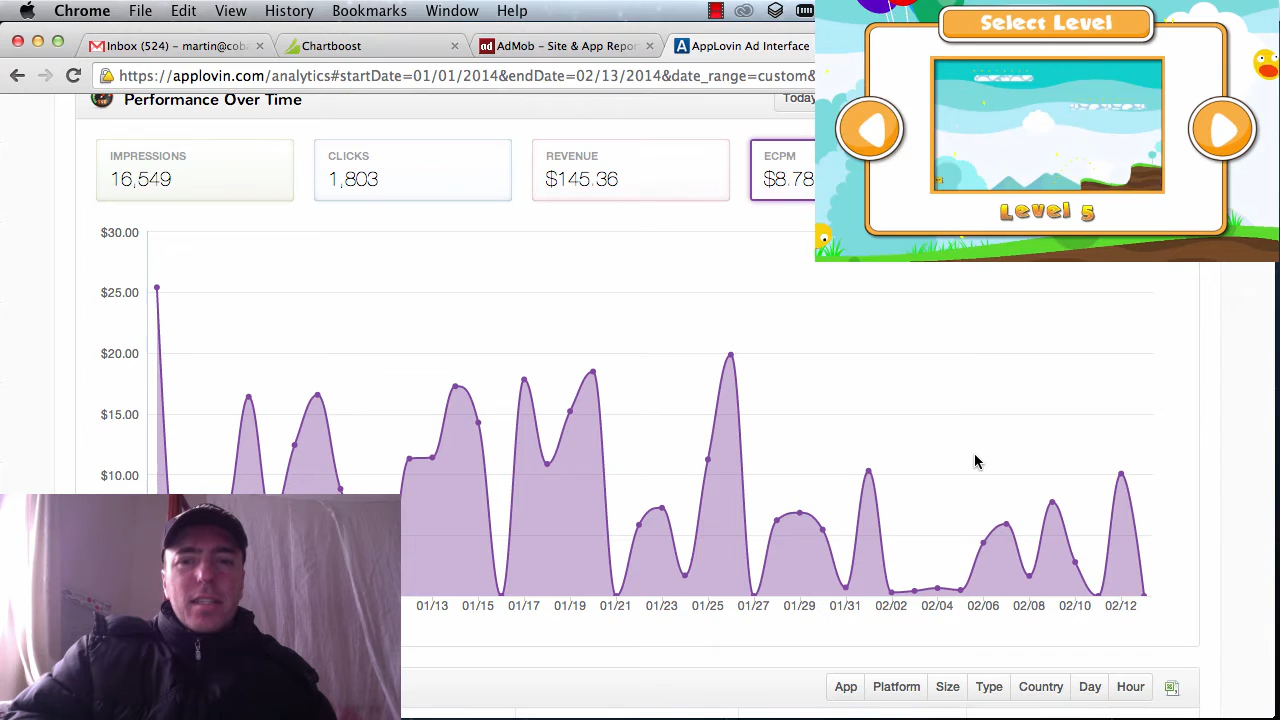 Chrome File Edit View History Bookmarks Window Help
Inbox (524) – martin@cob
Chartboost
ad AdMob – Site & App Repor
A AppLovin Ad Interace
https://applovin.com/analytics#startDate=01/01/2014&endDate=02/13/2014&date_range=custom&
Performance Over Time
Today
Select Level
Level 5
IMPRESSIONS
16,549
CLICKS
1,803
REVENUE
$145.36
ECPM
$8.78
$30.00
$25.00
$20.00
$15.00
$10.00
01/13 01/15 01/17 01/19 01/21 01/23 01/25 01/27 01/29 01/31 02/02 02/04 02/06 02/08 02/10 02/12
App Platform Size Type Country Day Hour